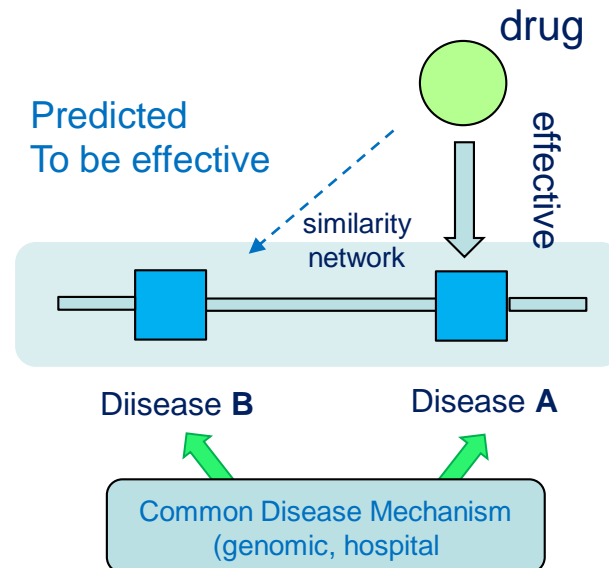 drug
Predicted
To be effective
effective
similarity
network
Diisease B
Disease A
Common Disease Mechanism
(genomic, hospital